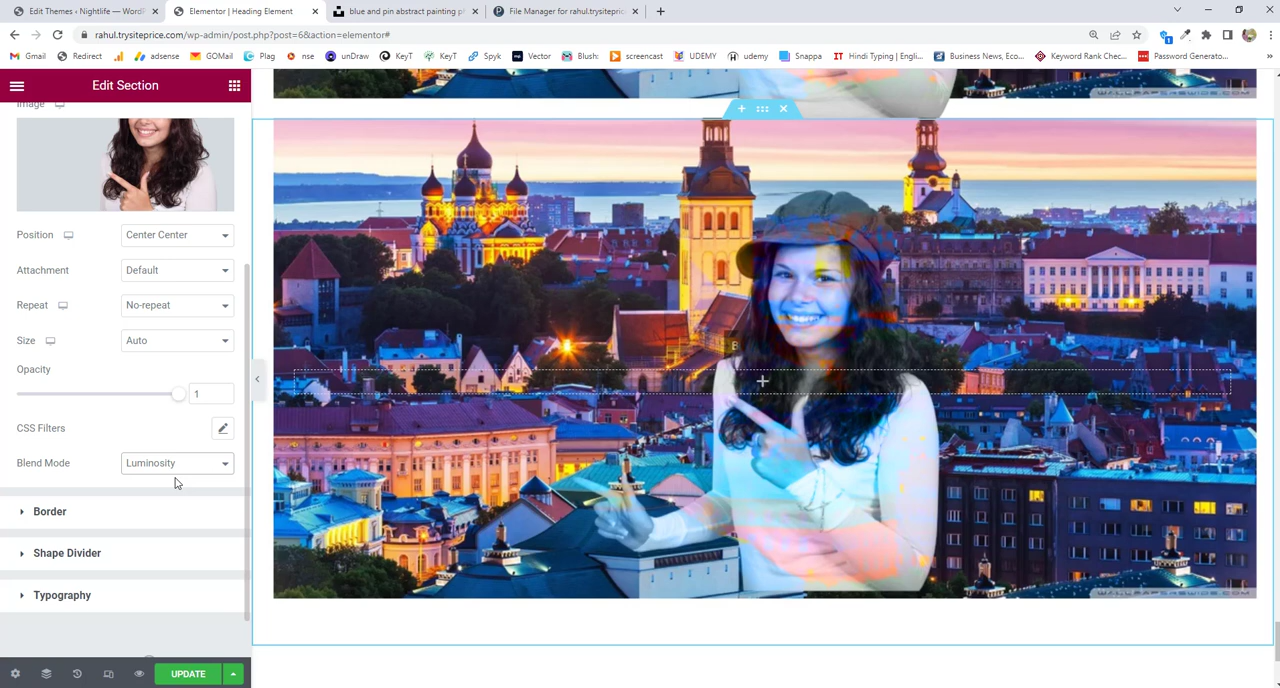 Edit Themes ‹ Nightlife — WordP
Elementor | Heading Element
blue and pin abstract painting ph
File Manager for rahul.trysiteprice
rahul.trysiteprice.com/wp-admin/post.php?post=6&action=elementor#
Gmail Redirect adsense GOMail Plag nse unDraw KeyT KeyT Spyk Vector Blush: screencast UDEMY udemy Snappa Hindi Typing | Engli... Business News, Eco... Keyword Rank Chec... Password Generato...
Edit Section
Image
Position Center Center
Attachment Default
Repeat No-repeat
Size Auto
Opacity
1
CSS Filters
Blend Mode Luminosity
Border
Shape Divider
Typography
UPDATE